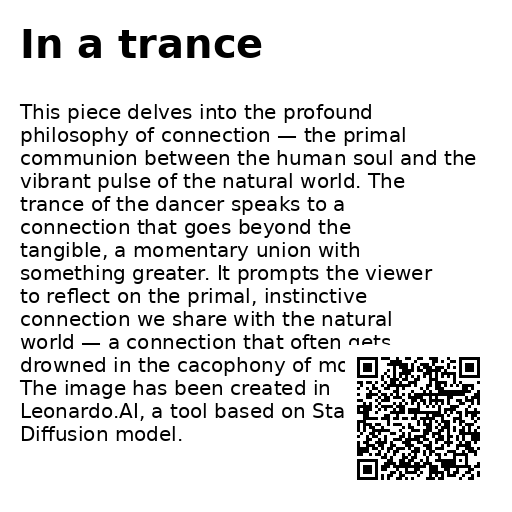 In a trance
This piece delves into the profound
philosophy of connection — the primal
communion between the human soul and the
vibrant pulse of the natural world. The
trance of the dancer speaks to a
connection that goes beyond the
tangible, a momentary union with
something greater. It prompts the viewer
to reflect on the primal, instinctive
connection we share with the natural
world — a connection that often gets
drowned in the cacophony of
The image has been created in
Leonardo.AI, a tool based on
Diffusion model.